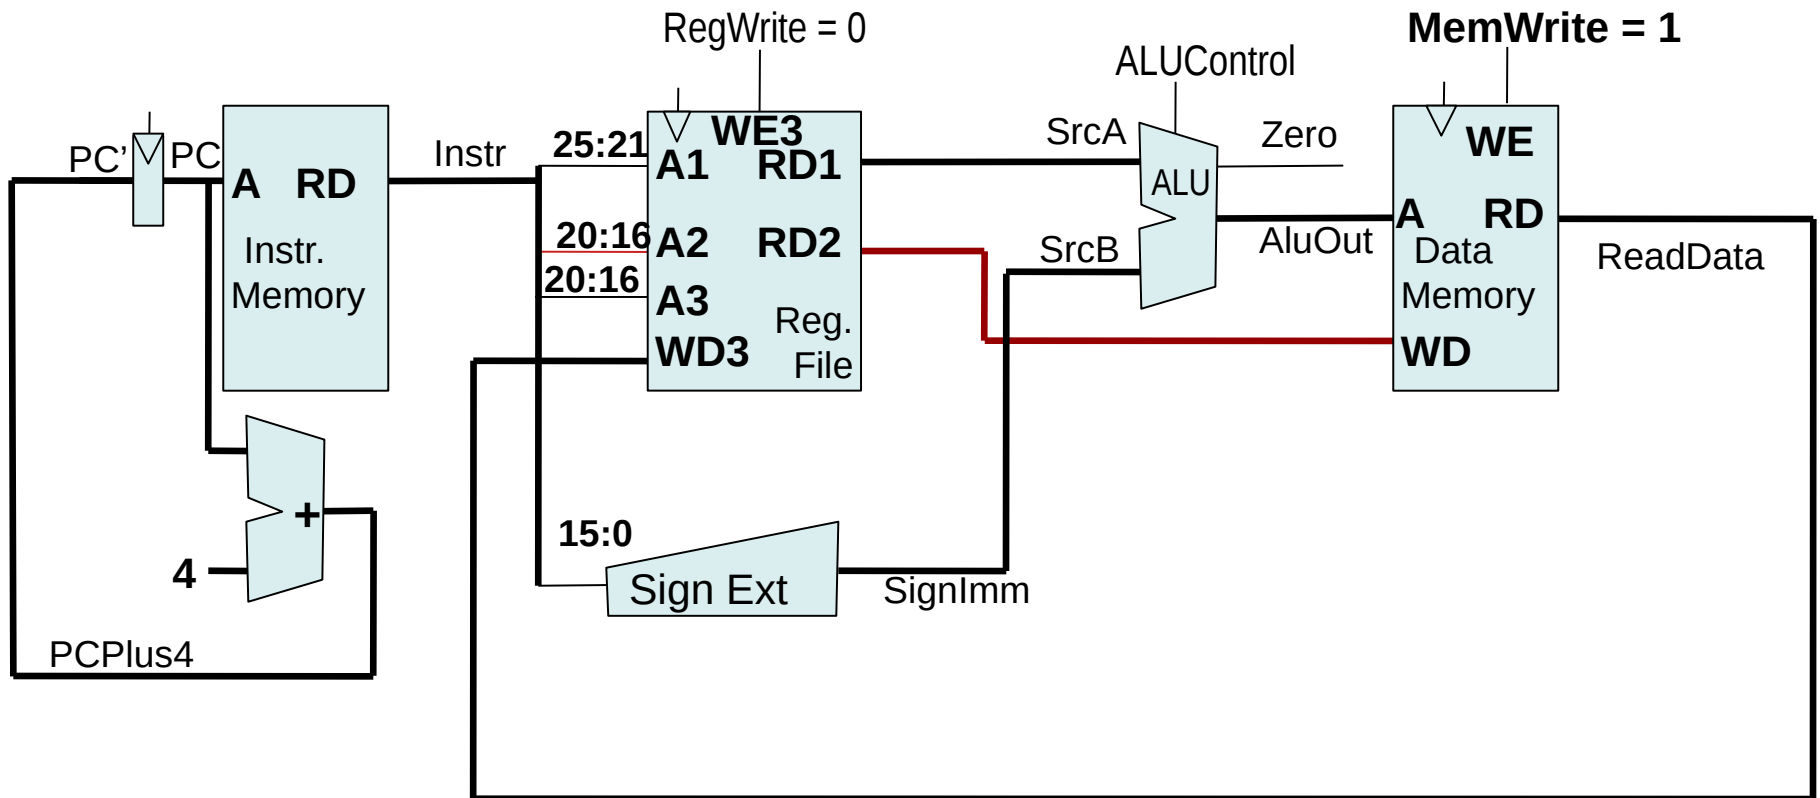 RegWrite = 0
MemWrite = 1
ALUControl
PC’
PC
A RD
Instr.
Memory
Instr
25:21
20:16
20:16
WE3
A1 RD1
A2 RD2
A3
WD3
Reg.
File
SrcA
SrcB
ALU
Zero
AluOut
WE
A RD
Data
Memory
WD
ReadData
+
4
PCPlus4
15:0
Sign Ext
SignImm